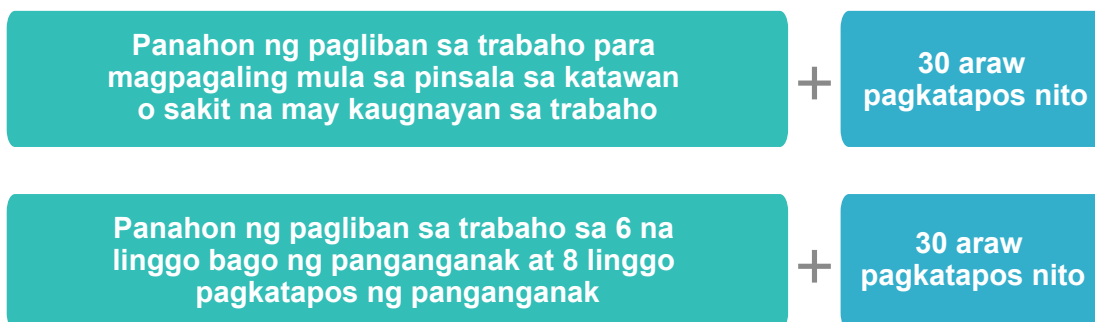 Panahon ng pagliban sa trabaho para
magpagaling mula sa pinsala sa katawan
o sakit na may kaugnayan sa trabaho
+
30 araw
pagkatapos nito
Panahon ng pagliban sa trabaho sa 6 na
linggo bago ng panganganak at 8 linggo
pagkatapos ng panganganak
+
30 araw
pagkatapos nito